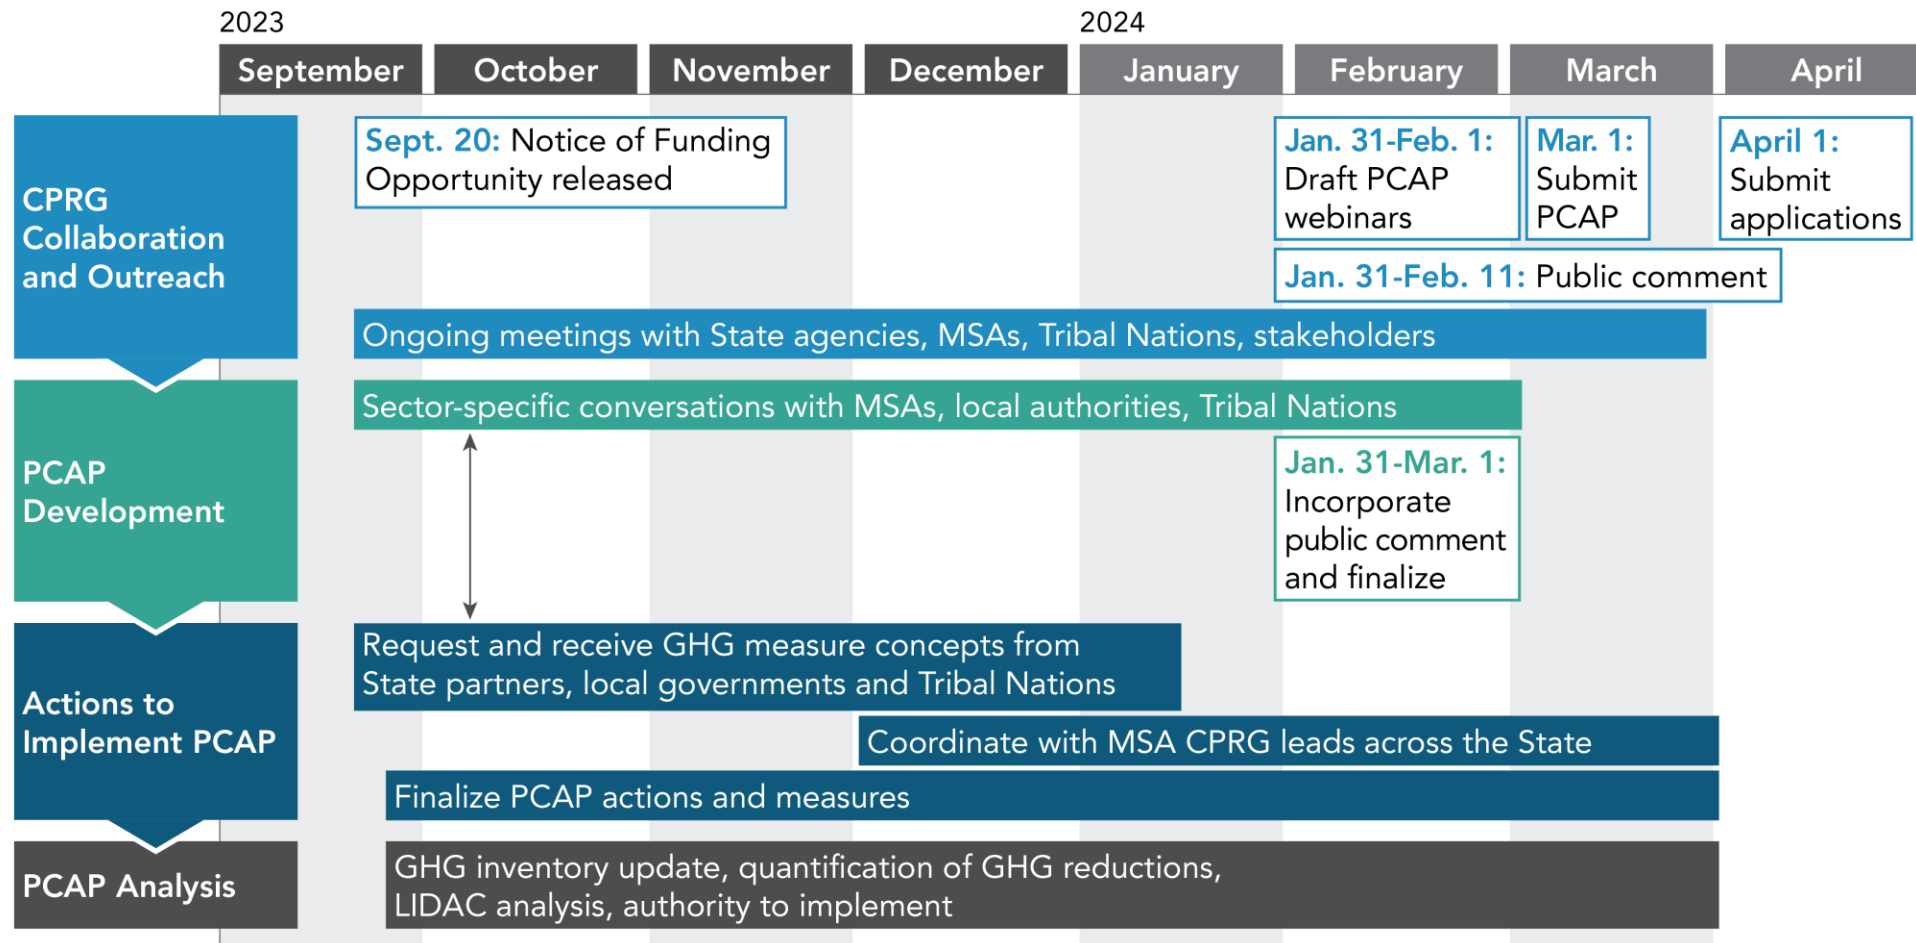 2023
2024
September
October
November
December
January
February
March
April
CPRG
Collaboration
and Outreach
Sept. 20: Notice of Funding
Opportunity released
Jan. 31-Feb. 1:
Draft PCAP
webinars
Mar. 1:
Submit
PCAP
April 1:
Submit
applications
Jan. 31-Feb. 11: Public comment
Ongoing meetings with State agencies, MSAs, Tribal Nations, stakeholders
PCAP
Development
Sector-specific conversations with MSAs, local authorities, Tribal Nations
Jan. 31-Mar. 1:
Incorporate
public comment
and finalize
Actions to
Implement PCAP
Request and receive GHG measure concepts from
State partners, local governments and Tribal Nations
Coordinate with MSA CPRG leads across the State
Finalize PCAP actions and measures
PCAP Analysis
GHG inventory update, quantification of GHG reductions,
LIDAC analysis, authority to implement